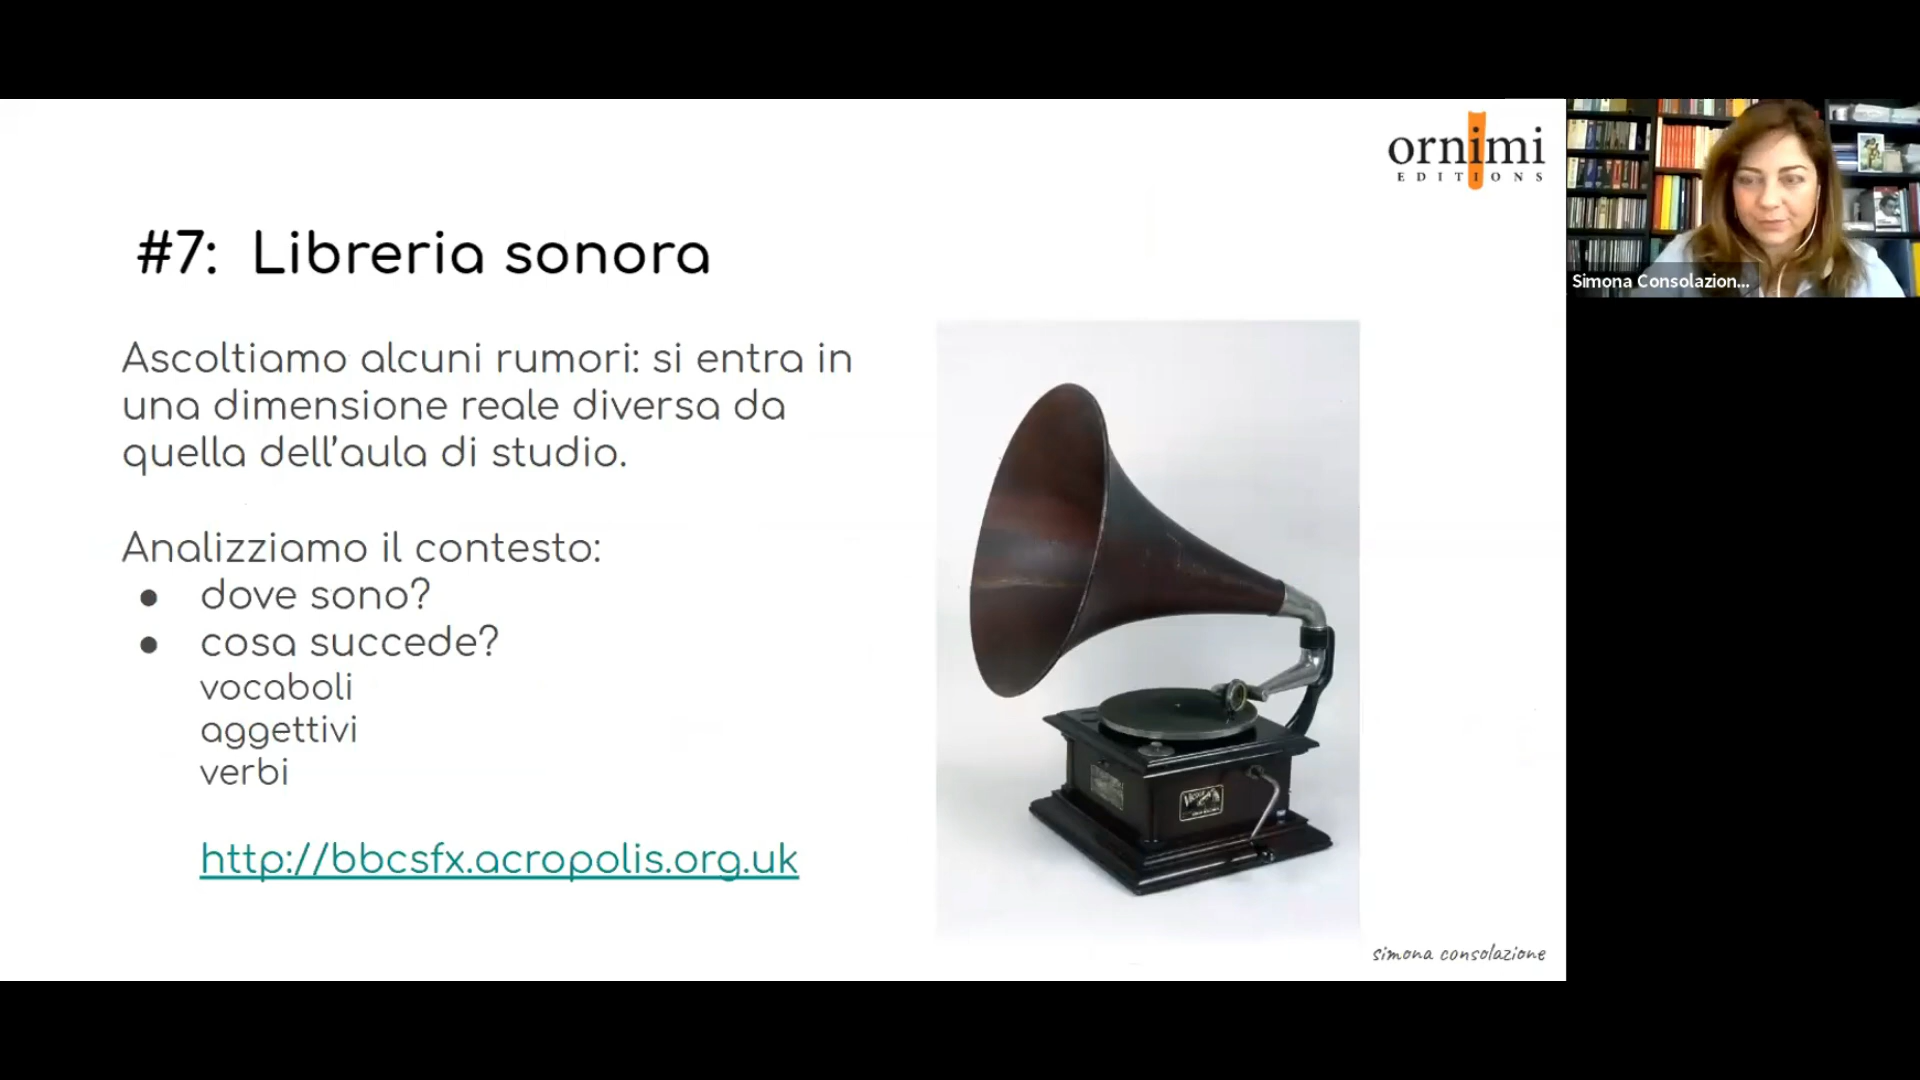 ornimi
EDITIONS
#7: Libreria sonora
Ascoltiamo alcuni rumori: si entra in
una dimensione reale diversa da
quella dell’aula di studio.
Analizziamo il contesto:
● dove sono?
● cosa succede?
vocaboli
aggettivi
verbi
http://bbcsfx.acropolis.org.uk
simona consolazione
Simona Consolazion...